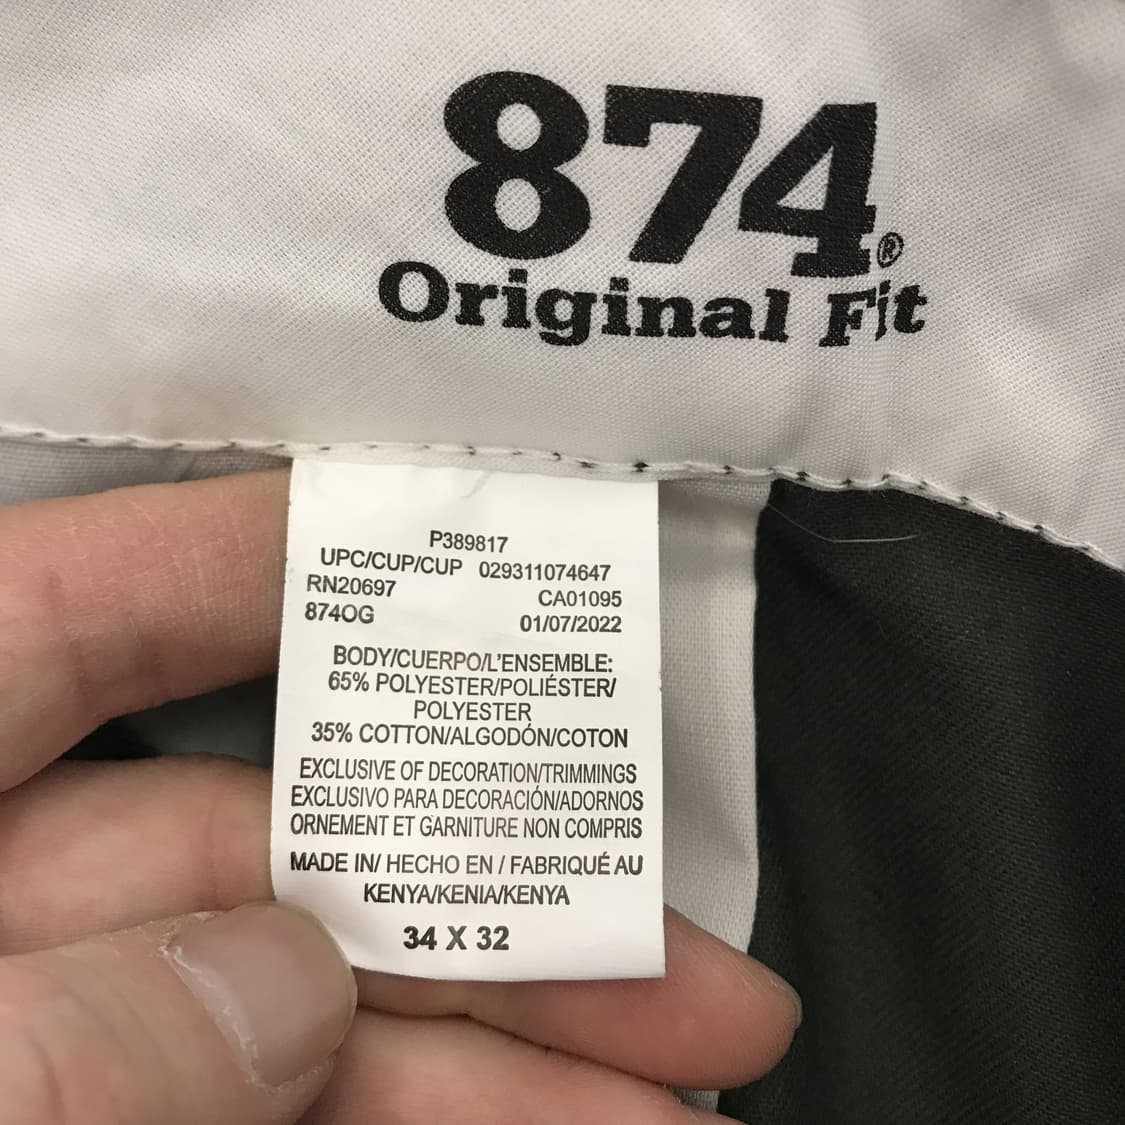 874®
Original Fit
P389817
UPC/CUP/CUP 029311074647
RN20697 CA01095
874OG 01/07/2022
BODY/CUERPO/L'ENSEMBLE:
65% POLYESTER/POLIÉSTER/
POLYESTER
35% COTTON/ALGODÓN/COTON
EXCLUSIVE OF DECORATION/TRIMMINGS
EXCLUSIVO PARA DECORACIÓN/ADORNOS
ORNEMENT ET GARNITURE NON COMPRIS
MADE IN/ HECHO EN / FABRIQUÉ AU
KENYA/KENIA/KENYA
34 X 32